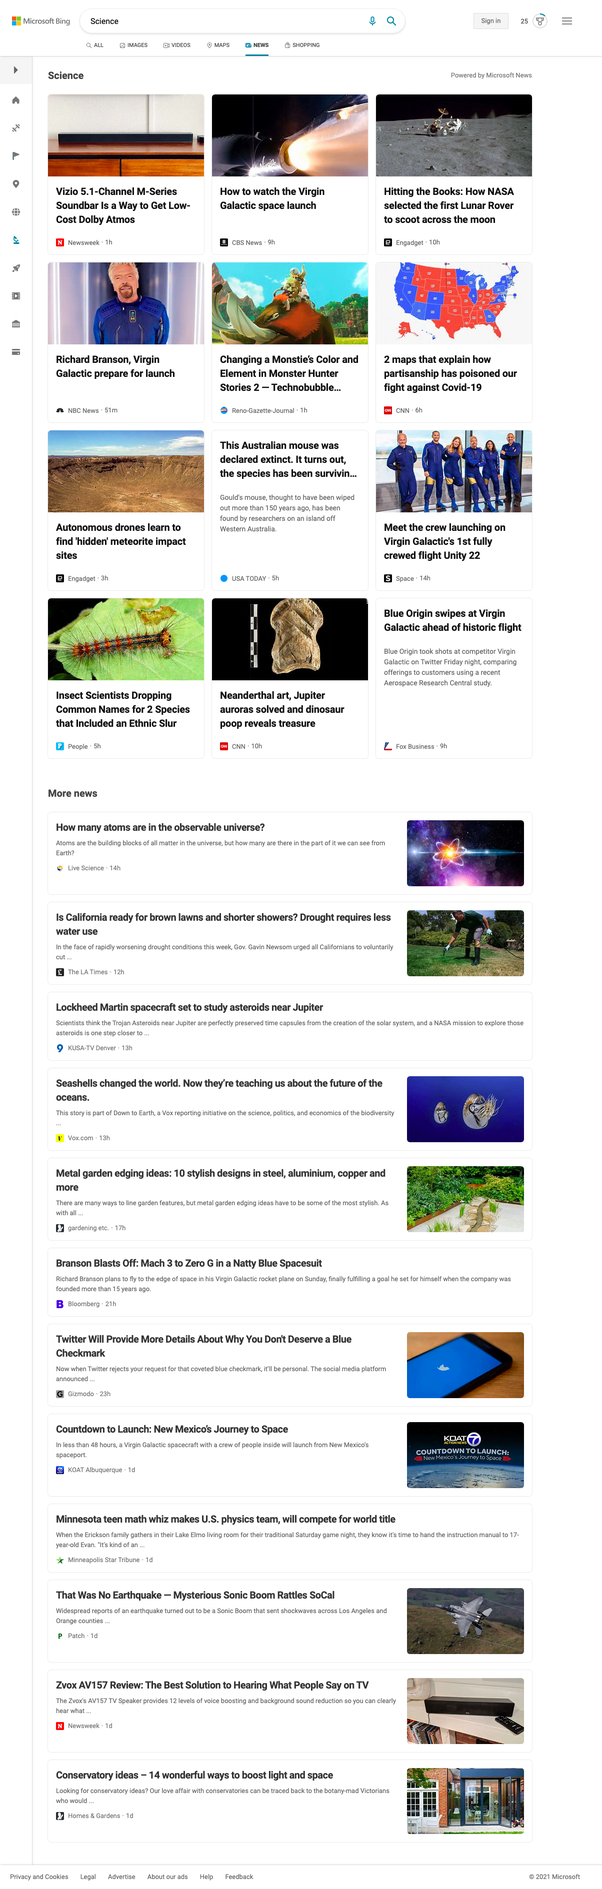 Microsoft Bing
Science
Sign in
25
ALL
IMAGES
VIDEOS
MAPS
NEWS
SHOPPING
Science
Powered by Microsoft News
Vizio 5.1-Channel M-Series
Soundbar Is a Way to Get Low-
Cost Dolby Atmos
Newsweek · 1h
How to watch the Virgin
Galactic space launch
CBS News · 9h
Hitting the Books: How NASA
selected the first Lunar Rover
to scoot across the moon
Engadget · 10h
Richard Branson, Virgin
Galactic prepare for launch
NBC News · 51m
Changing a Monstie's Color and
Element in Monster Hunter
Stories 2 — Technobubble...
Reno-Gazette-Journal · 1h
2 maps that explain how
partisanship has poisoned our
fight against Covid-19
CNN · 6h
Autonomous drones learn to
find 'hidden' meteorite impact
sites
Engadget · 3h
This Australian mouse was
declared extinct. It turns out,
the species has been survivin...
Gould's mouse, thought to have been wiped
out more than 150 years ago, has been
found by researchers on an island off
Western Australia.
USA TODAY · 5h
Meet the crew launching on
Virgin Galactic's 1st fully
crewed flight Unity 22
Space · 14h
Insect Scientists Dropping
Common Names for 2 Species
that Included an Ethnic Slur
People · 5h
Neanderthal art, Jupiter
auroras solved and dinosaur
poop reveals treasure
CNN · 10h
Blue Origin swipes at Virgin
Galactic ahead of historic flight
Blue Origin took shots at competitor Virgin
Galactic on Twitter Friday night, comparing
offerings to customers using a recent
Aerospace Research Central study.
Fox Business · 9h
More news
How many atoms are in the observable universe?
Atoms are the building blocks of all matter in the universe, but how many are there in the part of it we can see from
Earth?
Live Science · 14h
Is California ready for brown lawns and shorter showers? Drought requires less
water use
In the face of rapidly worsening drought conditions this week, Gov. Gavin Newsom urged all Californians to voluntarily
cut ...
The LA Times · 12h
Lockheed Martin spacecraft set to study asteroids near Jupiter
Scientists think the Trojan Asteroids near Jupiter are perfectly preserved time capsules from the creation of the solar system, and a NASA mission to explore those
asteroids is one step closer to ...
KUSA-TV Denver · 13h
Seashells changed the world. Now they're teaching us about the future of the
oceans.
This story is part of Down to Earth, a Vox reporting initiative on the science, politics, and economics of the biodiversity
...
Vox.com · 13h
Metal garden edging ideas: 10 stylish designs in steel, aluminium, copper and
more
There are many ways to line garden features, but metal garden edging ideas have to be some of the most stylish. As
with all ...
gardening etc. · 17h
Branson Blasts Off: Mach 3 to Zero G in a Natty Blue Spacesuit
Richard Branson plans to fly to the edge of space in his Virgin Galactic rocket plane on Sunday, finally fulfilling a goal he set for himself when the company was
founded more than 15 years ago.
Bloomberg · 21h
Twitter Will Provide More Details About Why You Don't Deserve a Blue
Checkmark
Now when Twitter rejects your request for that coveted blue checkmark, it'll be personal. The social media platform
announced ...
Gizmodo · 23h
Countdown to Launch: New Mexico's Journey to Space
In less than 48 hours, a Virgin Galactic spacecraft with a crew of people inside will launch from New Mexico's
spaceport.
KOAT Albuquerque · 1d
KOAT 7
ACTION NEWS
COUNTDOWN TO LAUNCH:
New Mexico's Journey to Space
Minnesota teen math whiz makes U.S. physics team, will compete for world title
When the Erickson family gathers in their Lake Elmo living room for their traditional Saturday game night, they know it's time to hand the instruction manual to 17-
year-old Evan. "It's kind of an ...
Minneapolis Star Tribune · 1d
That Was No Earthquake — Mysterious Sonic Boom Rattles SoCal
Widespread reports of an earthquake turned out to be a Sonic Boom that sent shockwaves across Los Angeles and
Orange counties ...
Patch · 1d
Zvox AV157 Review: The Best Solution to Hearing What People Say on TV
The Zvox's AV157 TV Speaker provides 12 levels of voice boosting and background sound reduction so you can clearly
hear what ...
Newsweek · 1d
Conservatory ideas – 14 wonderful ways to boost light and space
Looking for conservatory ideas? Our love affair with conservatories can be traced back to the botany-mad Victorians
who would ...
Homes & Gardens · 1d
Privacy and Cookies
Legal
Advertise
About our ads
Help
Feedback
© 2021 Microsoft